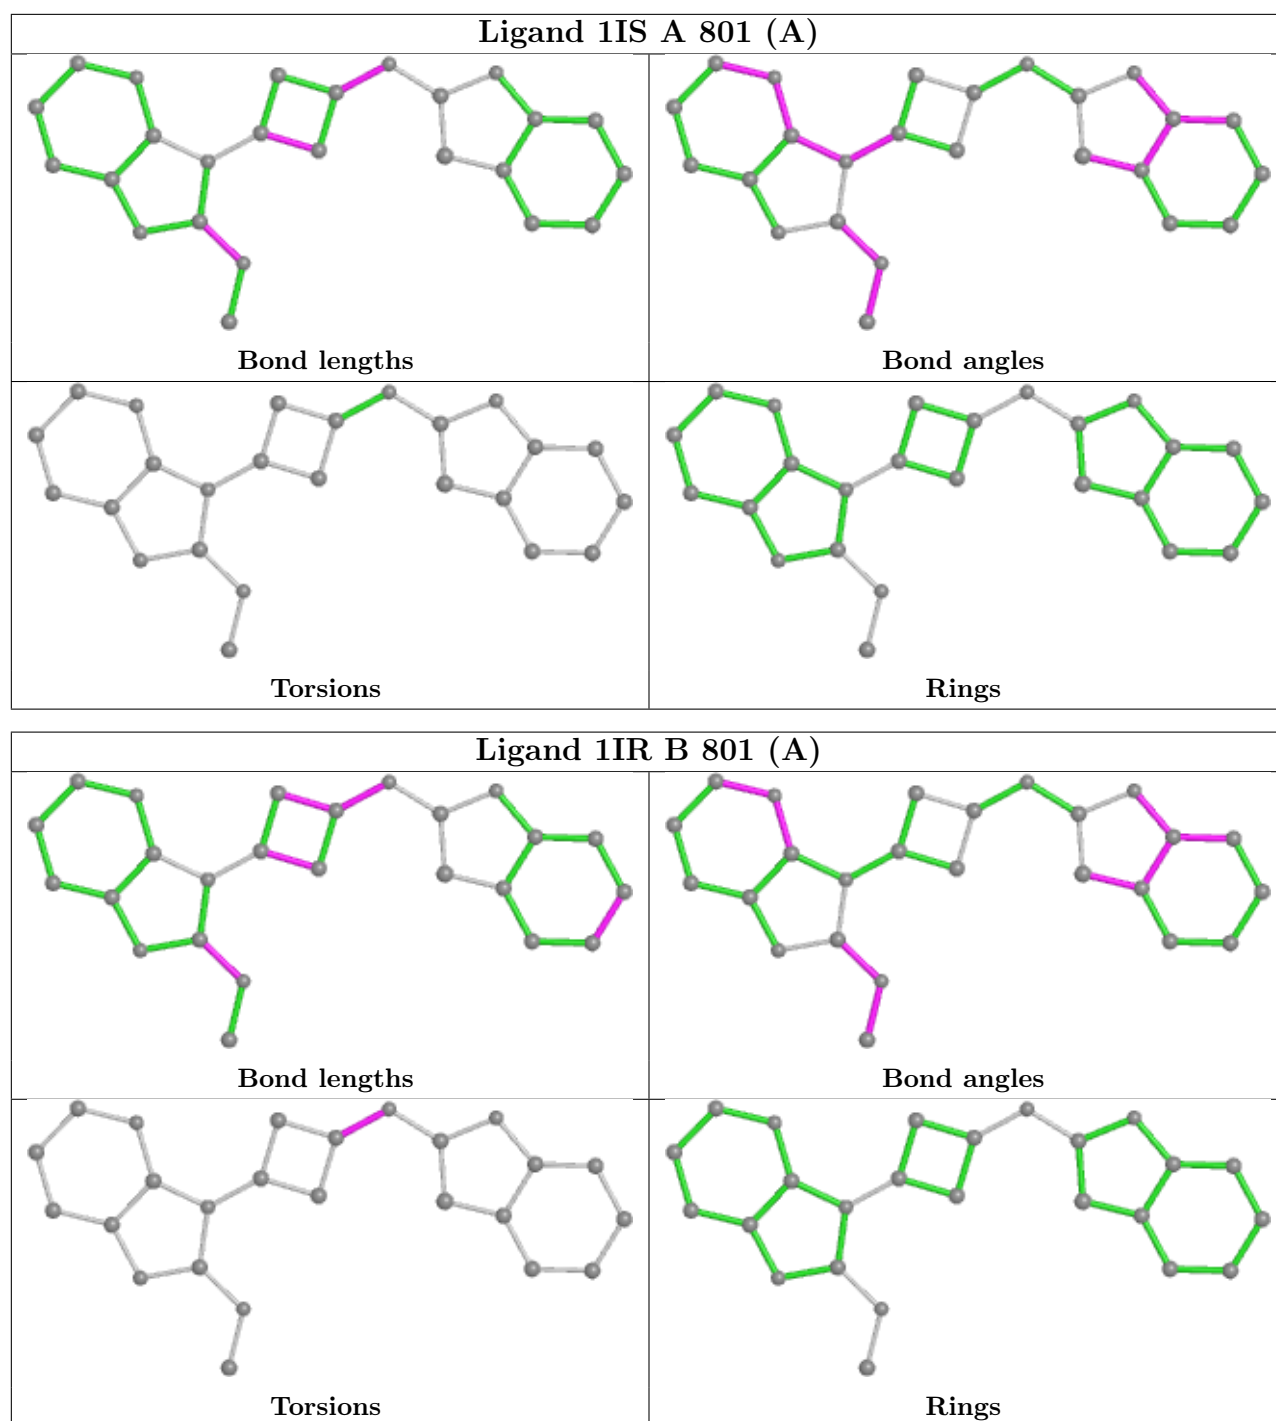 Ligand 1IS A 801 (A)
Bond lengths
Bond angles
Torsions
Rings
Ligand 1IR B 801 (A)
Bond lengths
Bond angles
Torsions
Rings